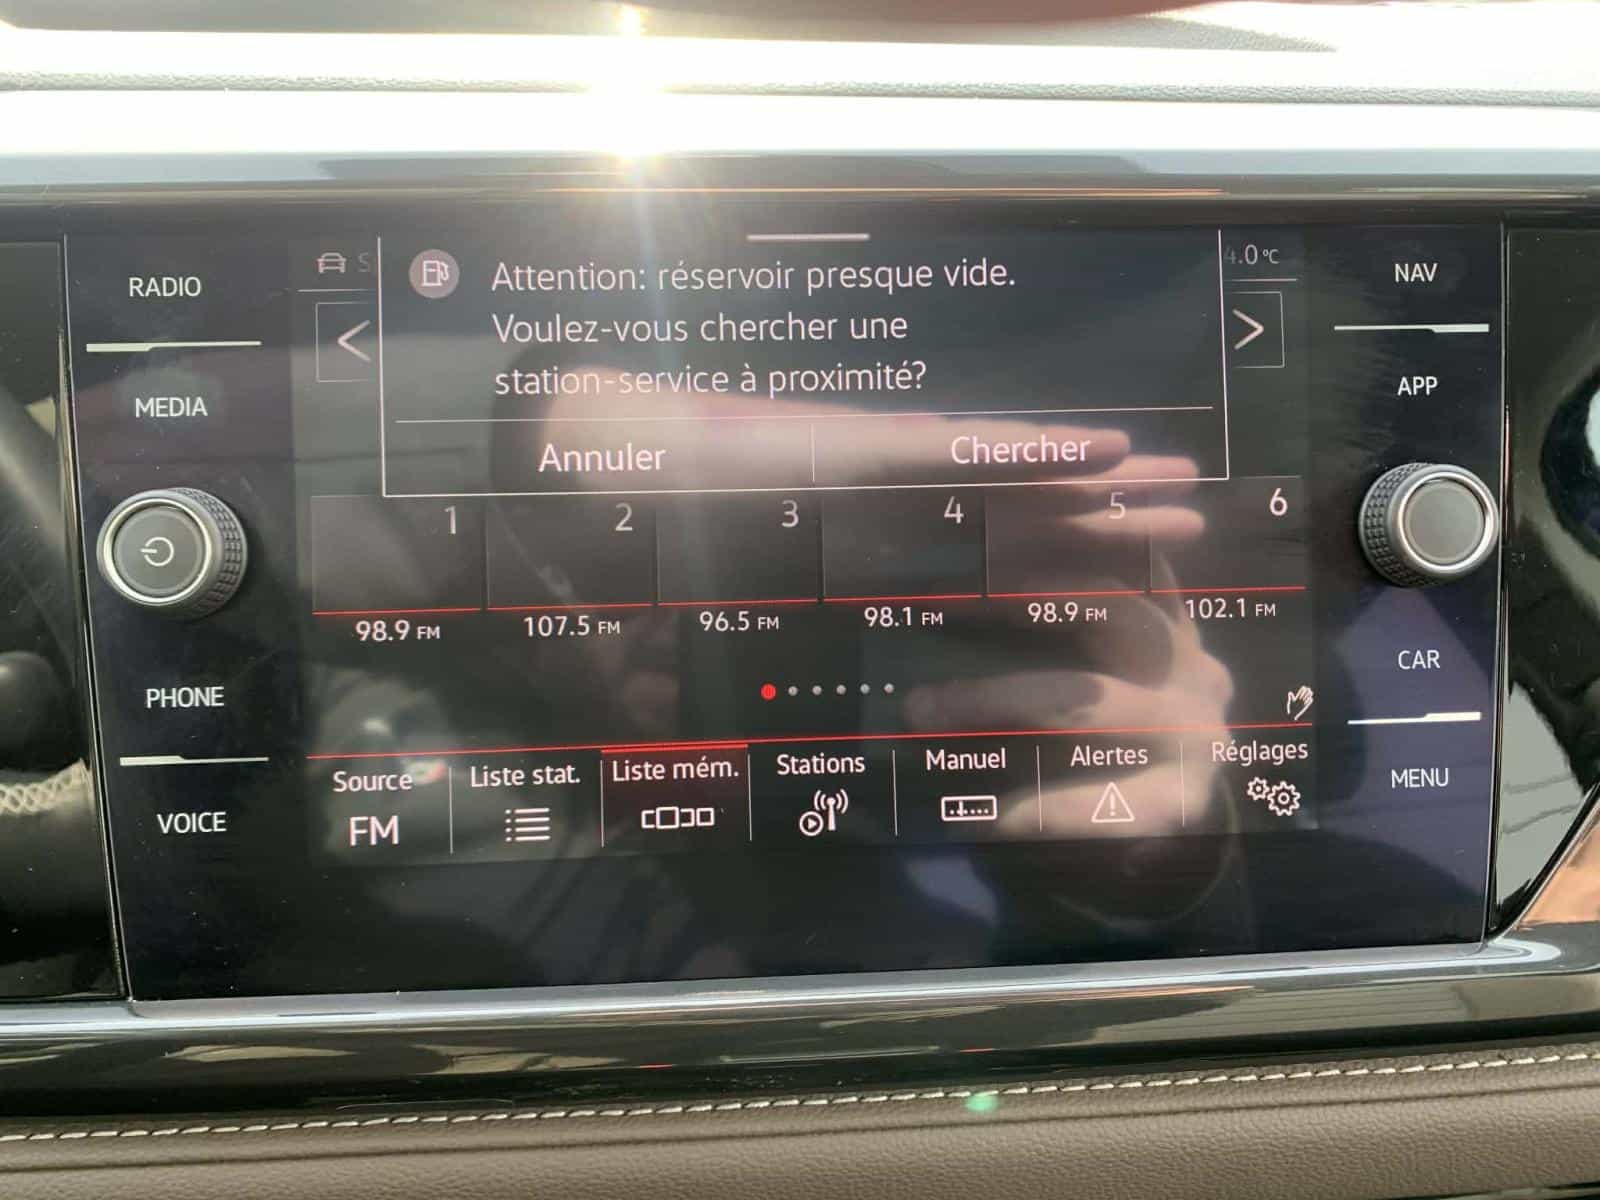 RADIO
MEDIA
PHONE
VOICE
Attention: réservoir presque vide.
Voulez-vous chercher une
station-service à proximité?
Annuler
Chercher
4.0 °C
1
2
3
4
5
6
98.9 FM
107.5 FM
96.5 FM
98.1 FM
98.9 FM
102.1 FM
Source
FM
Liste stat.
Liste mém.
Stations
Manuel
Alertes
Réglages
NAV
APP
CAR
MENU